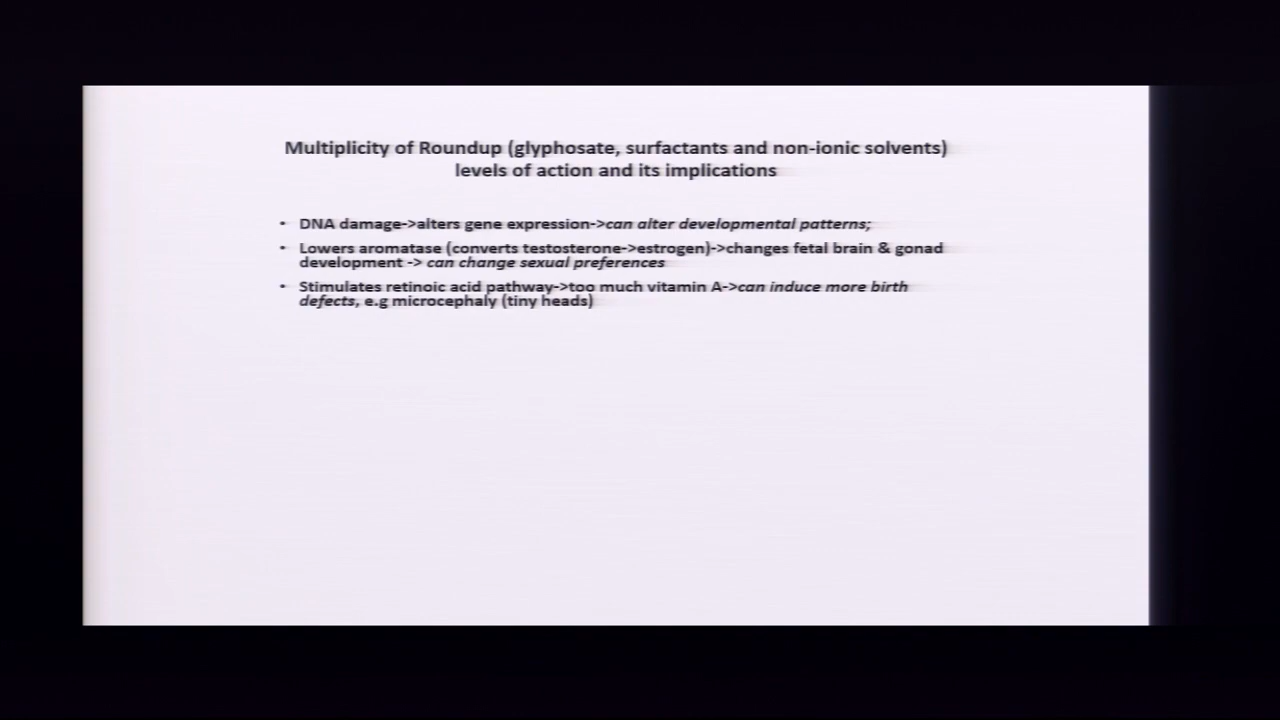 Multiplicity of Roundup (glyphosate, surfactants and non-ionic solvents)
levels of action and its implications
• DNA damage->alters gene expression->can alter developmental patterns;
• Lowers aromatase (converts testosterone->estrogen)->changes fetal brain & gonad
development -> can change sexual preferences
• Stimulates retinoic acid pathway->too much vitamin A->can induce more birth
defects, e.g microcephaly (tiny heads)